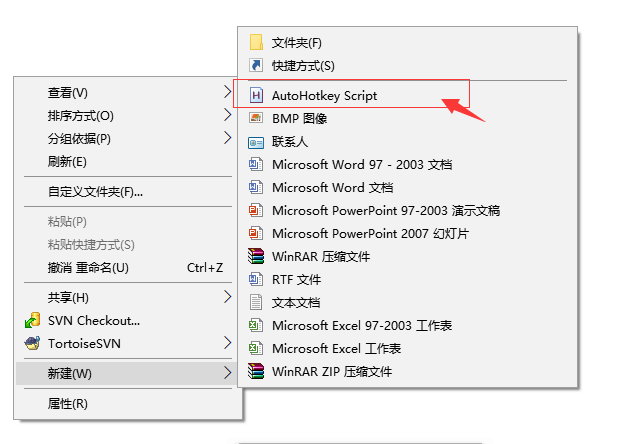 查看(V)
排序方式(O)
分组依据(P)
刷新(E)
自定义文件夹(F)...
粘贴(P)
粘贴快捷方式(S)
撤消 重命名(U) Ctrl+Z
共享(H)
SVN Checkout...
TortoiseSVN
新建(W)
属性(R)
文件夹(F)
快捷方式(S)
AutoHotkey Script
BMP 图像
联系人
Microsoft Word 97 - 2003 文档
Microsoft Word 文档
Microsoft PowerPoint 97-2003 演示文稿
Microsoft PowerPoint 2007 幻灯片
WinRAR 压缩文件
RTF 文件
文本文档
Microsoft Excel 97-2003 工作表
Microsoft Excel 工作表
WinRAR ZIP 压缩文件